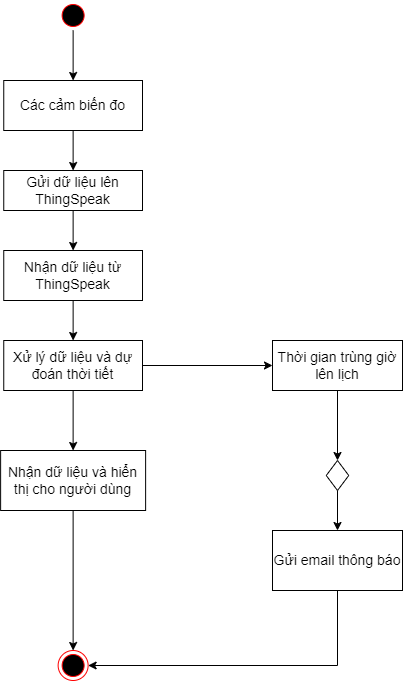 Các cảm biến đo
Gửi dữ liệu lên
ThingSpeak
Nhận dữ liệu từ
ThingSpeak
Xử lý dữ liệu và dự
đoán thời tiết
Thời gian trùng giờ
lên lịch
Nhận dữ liệu và hiển
thị cho người dùng
Gửi email thông báo